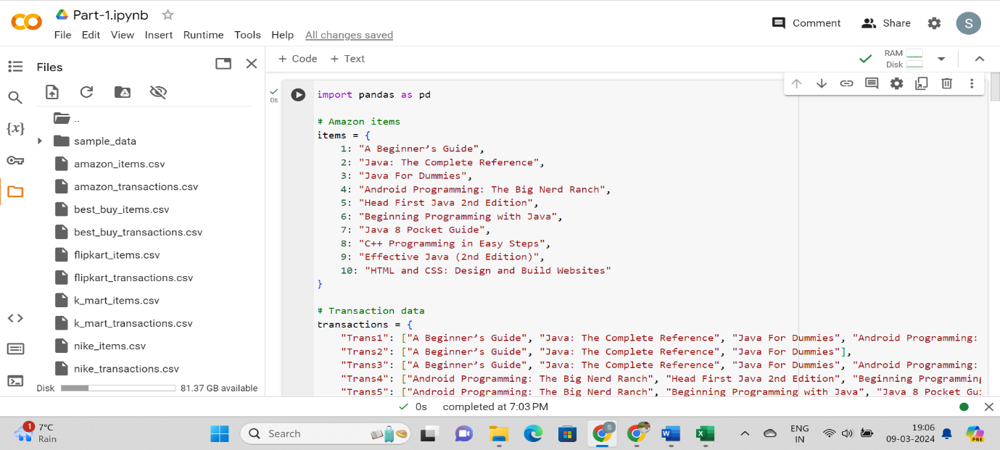 Part-1.ipynb
File Edit View Insert Runtime Tools Help All changes saved
Comment Share S
Files
+ Code + Text
RAM
Disk
..
sample_data
amazon_items.csv
amazon_transactions.csv
best_buy_items.csv
best_buy_transactions.csv
flipkart_items.csv
flipkart_transactions.csv
k_mart_items.csv
k_mart_transactions.csv
nike_items.csv
nike_transactions.csv
Disk 81.37 GB available
{x}
0s
import pandas as pd
# Amazon items
items = {
1: "A Beginner’s Guide",
2: "Java: The Complete Reference",
3: "Java For Dummies",
4: "Android Programming: The Big Nerd Ranch",
5: "Head First Java 2nd Edition",
6: "Beginning Programming with Java",
7: "Java 8 Pocket Guide",
8: "C++ Programming in Easy Steps",
9: "Effective Java (2nd Edition)",
10: "HTML and CSS: Design and Build Websites"
}
# Transaction data
transactions = {
"Trans1": ["A Beginner’s Guide", "Java: The Complete Reference", "Java For Dummies", "Android Programming:
"Trans2": ["A Beginner’s Guide", "Java: The Complete Reference", "Java For Dummies"],
"Trans3": ["A Beginner’s Guide", "Java: The Complete Reference", "Java For Dummies", "Android Programming:
"Trans4": ["Android Programming: The Big Nerd Ranch", "Head First Java 2nd Edition", "Beginning Programming
"Trans5": ["Android Programming: The Big Nerd Ranch", "Beginning Programming with Java", "Java 8 Pocket Gui
0s completed at 7:03 PM
1
7°C
Rain
Search
S
ENG
IN
19:06
09-03-2024
PRE